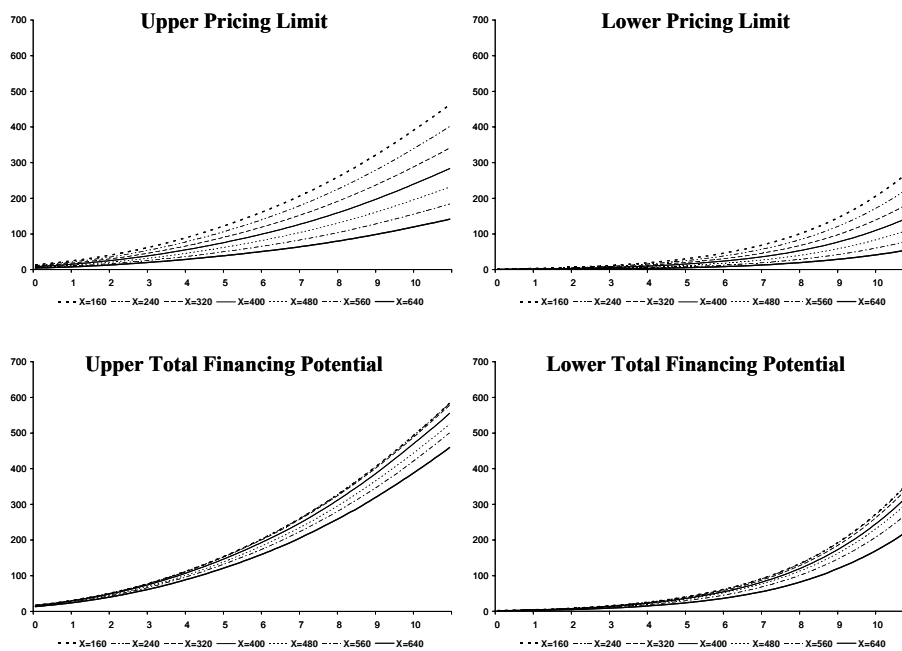 Upper Pricing Limit
700
600
500
400
300
200
100
0
0 1 2 3 4 5 6 7 8 9 10 11
X=160 X=240 X=320 X=400 X=480 X=560 X=640
Lower Pricing Limit
700
600
500
400
300
200
100
0
0 1 2 3 4 5 6 7 8 9 10
X=160 X=240 X=320 X=400 X=480 X=560 X=640
Upper Total Financing Potential
700
600
500
400
300
200
100
0
0 1 2 3 4 5 6 7 8 9 10 11
X=160 X=240 X=320 X=400 X=480 X=560 X=640
Lower Total Financing Potential
700
600
500
400
300
200
100
0
0 1 2 3 4 5 6 7 8 9 10
X=160 X=240 X=320 X=400 X=480 X=560 X=640